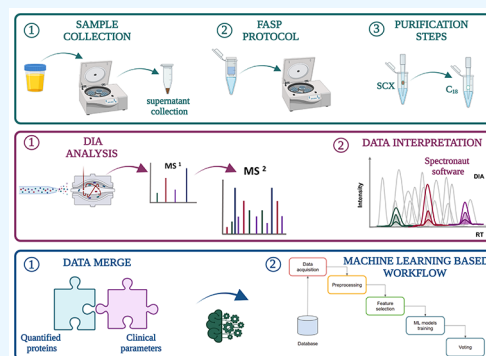 1 SAMPLE COLLECTION
supernatant
collection
2 FASP PROTOCOL
3 PURIFICATION STEPS
SCX
C18
1 DIA ANALYSIS
MS 1
MS 2
2 DATA INTERPRETATION
Spectronaut
software
DIA
Intensity
RT
1 DATA MERGE
Quantified
proteins
Clinical
parameters
2 MACHINE LEARNING BASED
WORKFLOW
Data
acquisition
Preprocessing
Feature
selection
ML models
training
Voting
Database